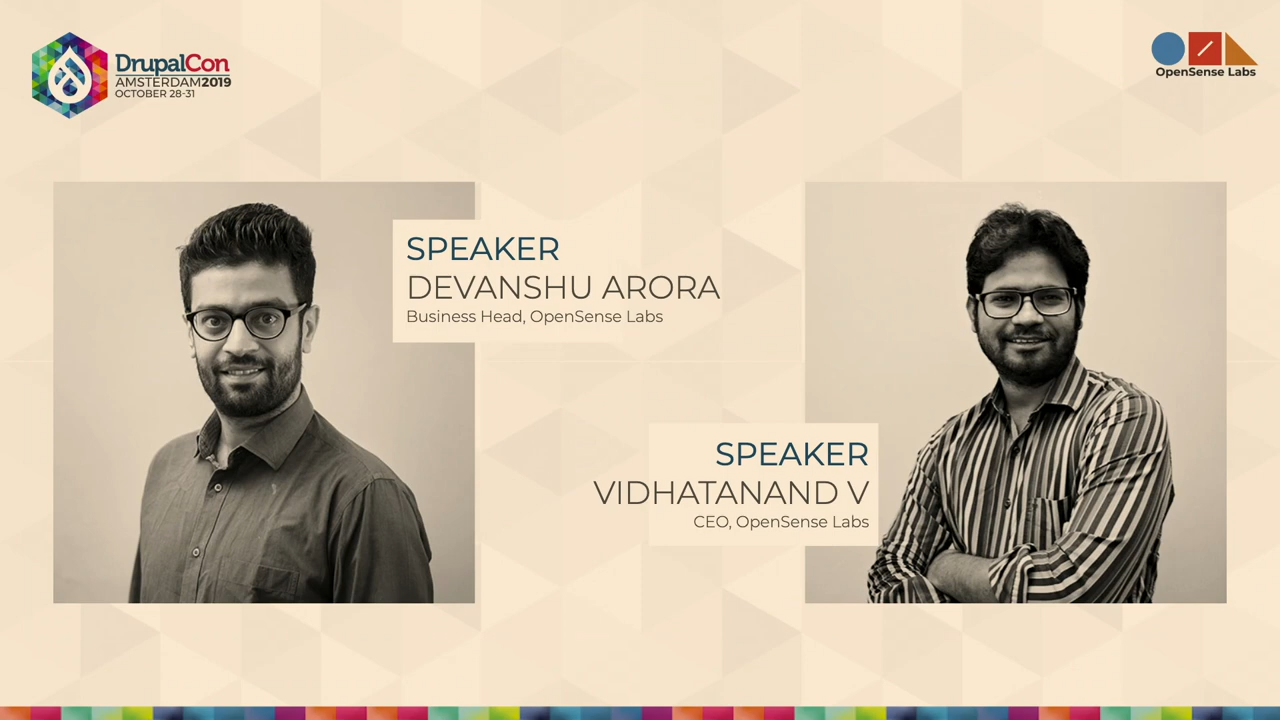 DrupalCon
AMSTERDAM2019
OCTOBER 28-31
OpenSense Labs
SPEAKER
DEVANSHU ARORA
Business Head, OpenSense Labs
SPEAKER
VIDHATANAND V
CEO, OpenSense Labs